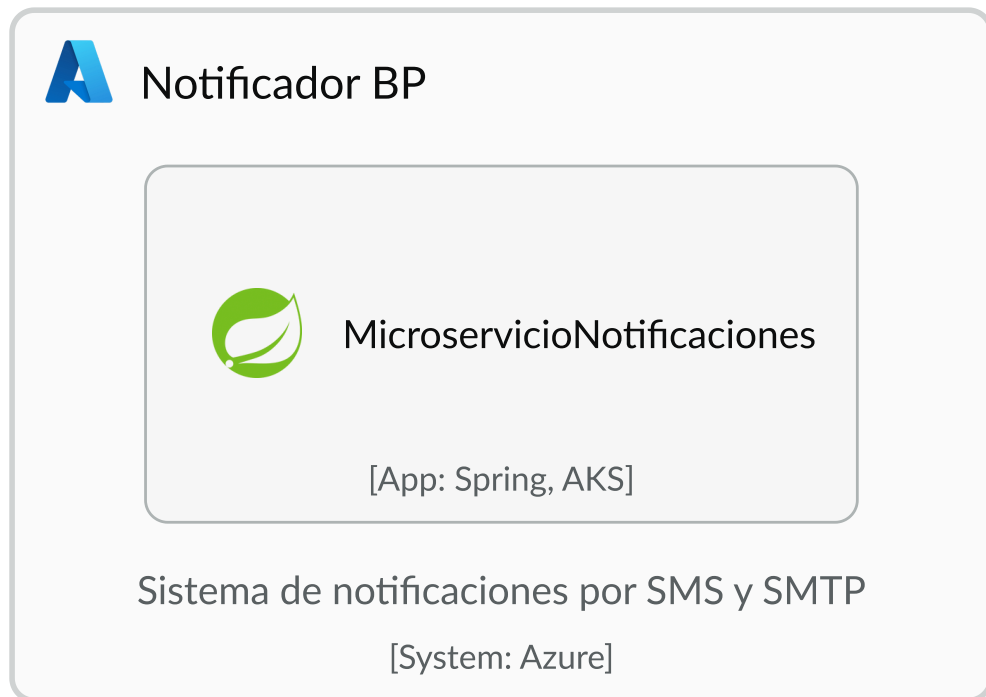 Notificador BP
MicroservicioNotificaciones
[App: Spring, AKS]
Sistema de notificaciones por SMS y SMTP
[System: Azure]